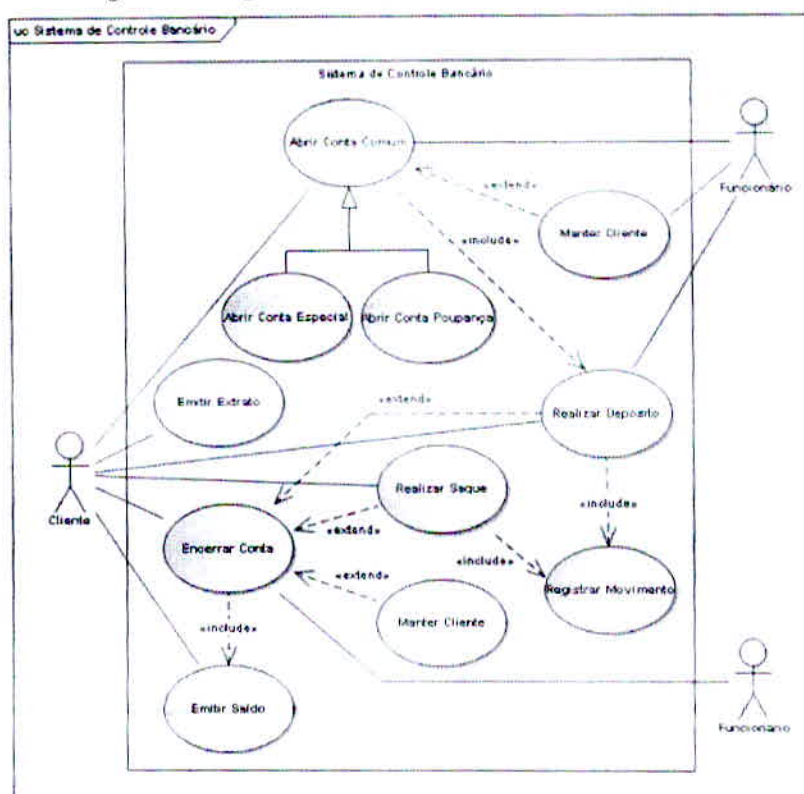 uc Sistema de Controle Bancário
Sistema de Controle Bancário
Abrir Conta Comum
Funcionário
«extend»
Manter Cliente
«include»
Abrir Conta Especial
Abrir Conta Poupança
Emitir Extrato
«extend»
Realizar Depósito
Cliente
Realizar Saque
«extend»
«include»
Encerrar Conta
«include»
«extend»
Registrar Movimento
Manter Cliente
«include»
Emitir Saldo
Funcionário